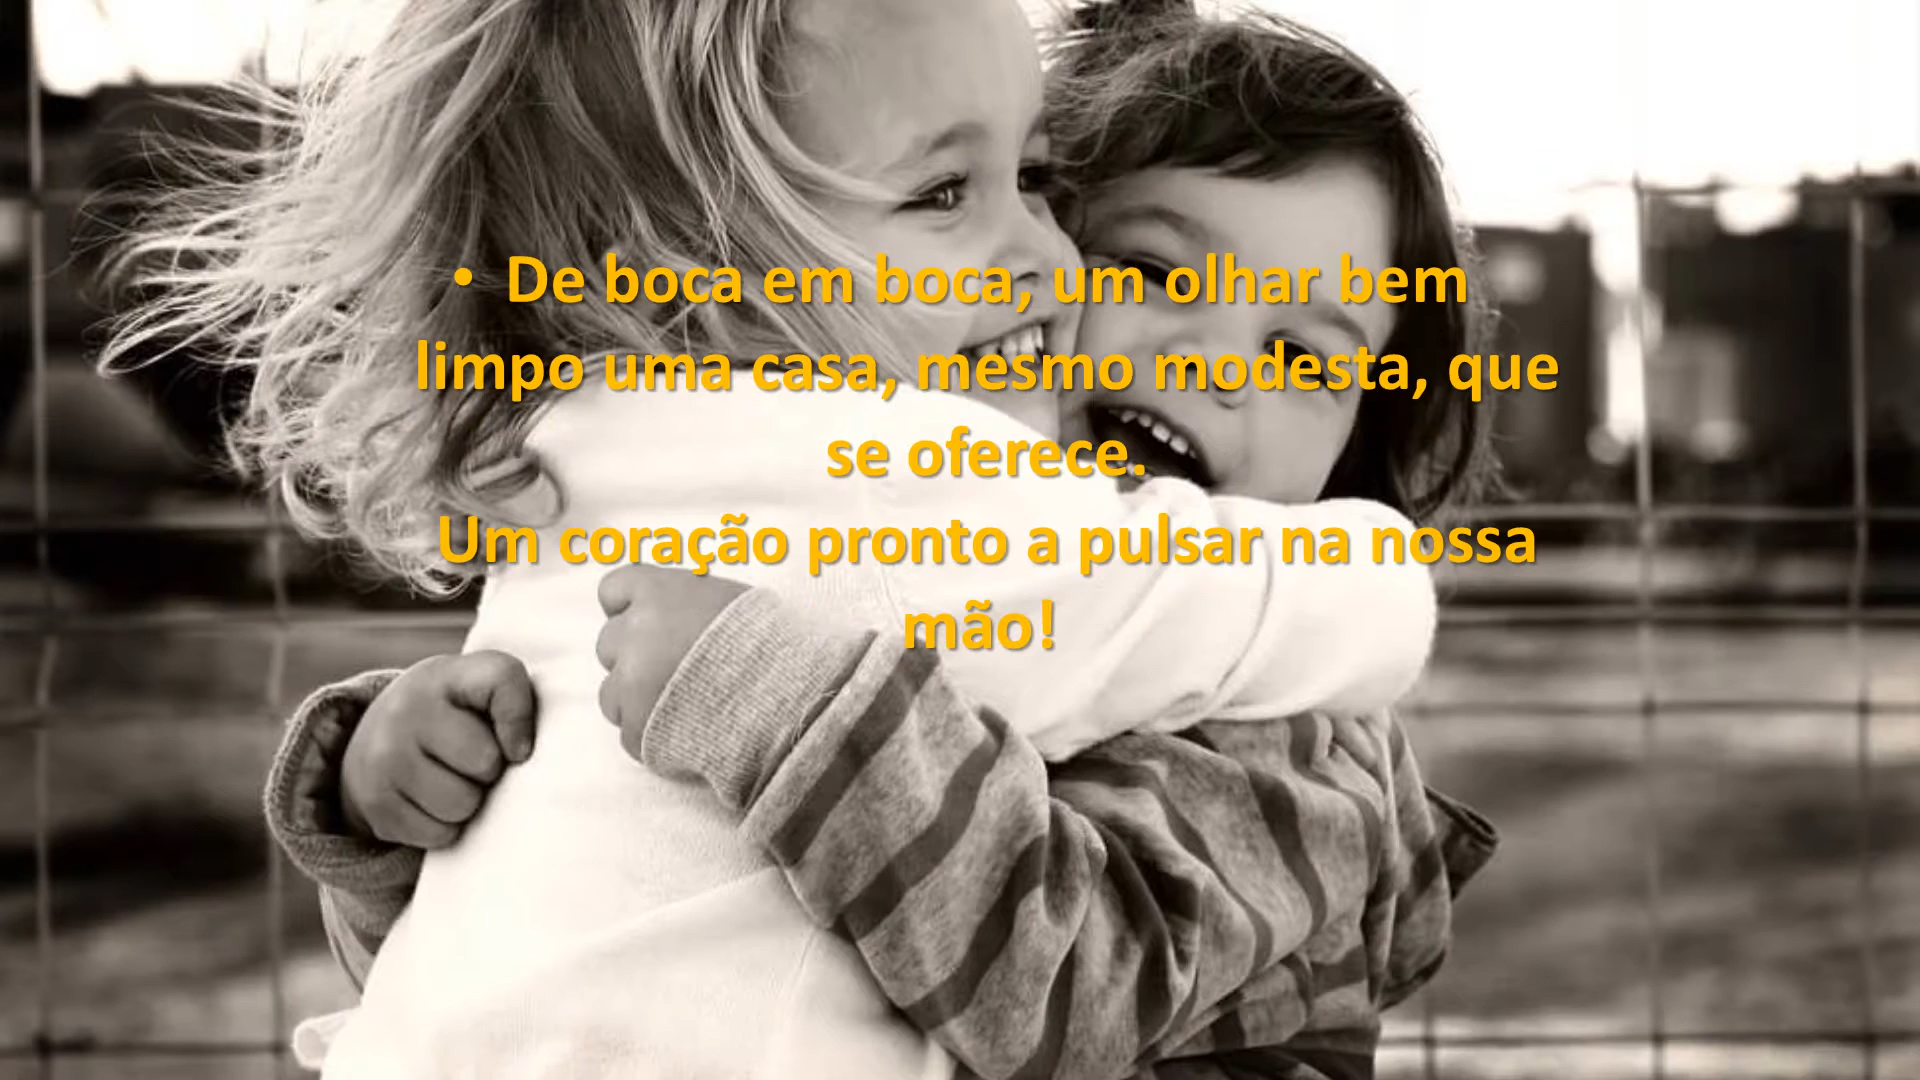 • De boca em boca, um olhar bem
limpo uma casa, mesmo modesta, que
se oferece.
Um coração pronto a pulsar na nossa
mão!